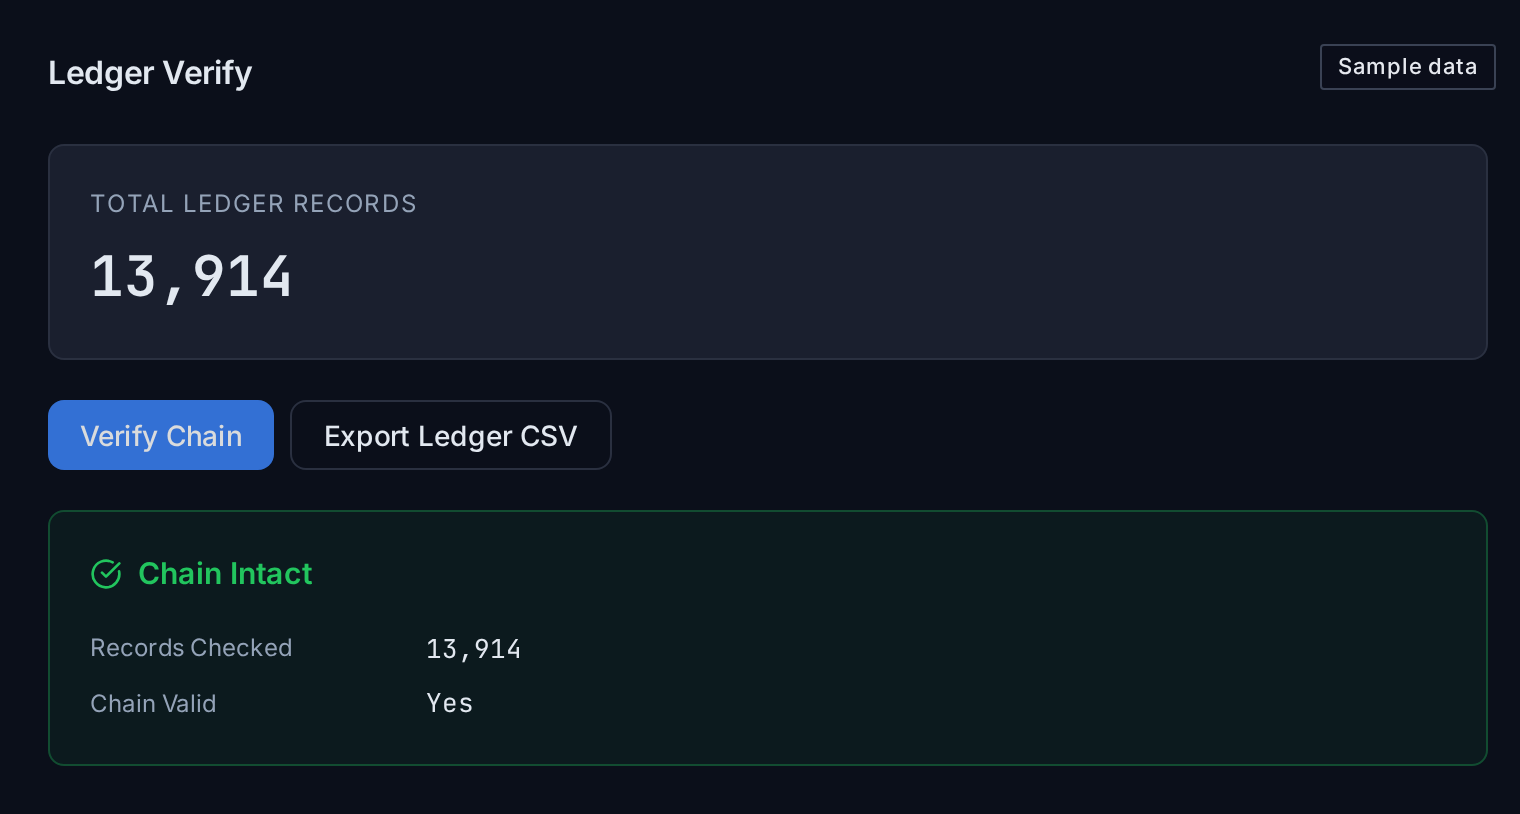 Ledger Verify
Sample data
TOTAL LEDGER RECORDS
13,914
Verify Chain
Export Ledger CSV
Chain Intact
Records Checked 13,914
Chain Valid Yes